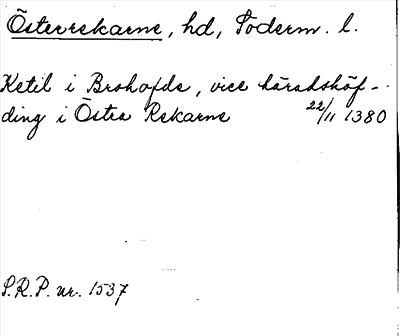 Österrekarne, hd, Söderm. l.
Ketil i Brohofde, vice häradshöf-
ding i Östra Rekarne 22/11 1380
S.R.P. nr. 1537